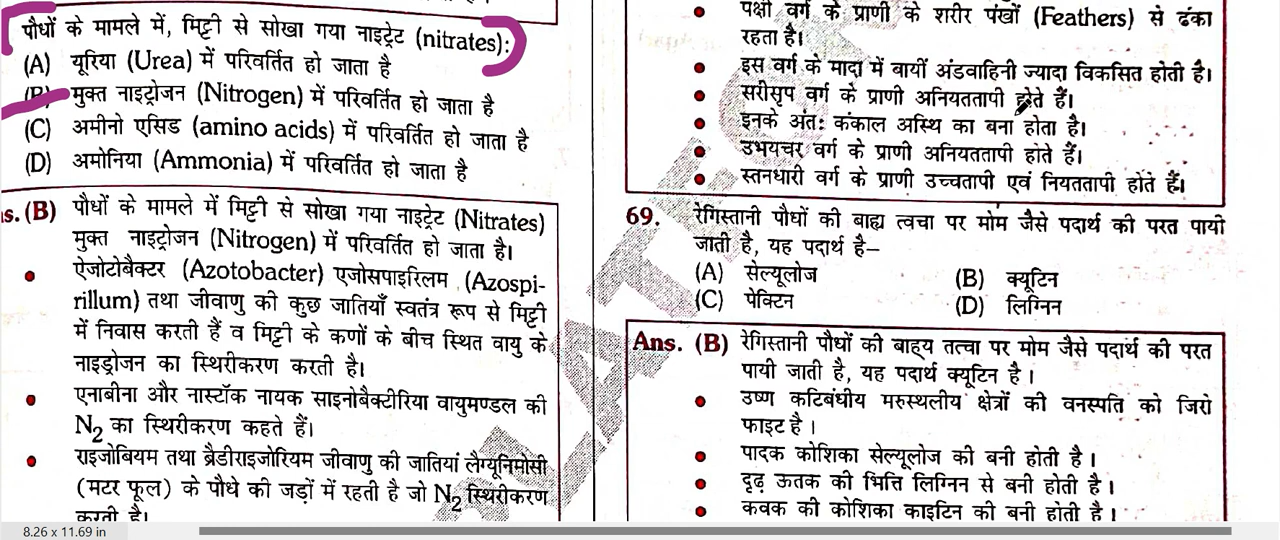 पौधों के मामले में, मिट्टी से सोखा गया नाइट्रेट (nitrates):
(A) यूरिया (Urea) में परिवर्तित हो जाता है
(B) मुक्त नाइट्रोजन (Nitrogen) में परिवर्तित हो जाता है
(C) अमीनो एसिड (amino acids) में परिवर्तित हो जाता है
(D) अमोनिया (Ammonia) में परिवर्तित हो जाता है
s. (B) पौधों के मामले में मिट्टी से सोखा गया नाइट्रेट (Nitrates)
मुक्त नाइट्रोजन (Nitrogen) में परिवर्तित हो जाता है।
• ऐजोटोबैक्टर (Azotobacter) एजोसपाइरिलम (Azospi-
rillum) तथा जीवाणु की कुछ जातियाँ स्वतंत्र रूप से मिट्टी
में निवास करती हैं व मिट्टी के कणों के बीच स्थित वायु के
नाइड्रोजन का स्थिरीकरण करती है।
• एनाबीना और नास्टॉक नायक साइनोबैक्टीरिया वायुमण्डल की
N2 का स्थिरीकरण कहते हैं।
• राइजोबियम तथा ब्रैडीराइजोरियम जीवाणु की जातियां लैग्यूनिमोसी
(मटर फूल) के पौधे की जड़ों में रहती है जो N2 स्थिरीकरण
करती है।
• पक्षी वर्ग के प्राणी के शरीर पंखों (Feathers) से ढंका
रहता है।
• इस वर्ग के मादा में बायीं अंडवाहिनी ज्यादा विकसित होती है।
• सरीसृप वर्ग के प्राणी अनियततापी होते हैं।
• इनके अंतः कंकाल अस्थि का बना होता है।
• उभयचर वर्ग के प्राणी अनियततापी होते हैं।
• स्तनधारी वर्ग के प्राणी उच्चतापी एवं नियततापी होते हैं।
69. रेगिस्तानी पौधों की बाह्य त्वचा पर मोम जैसे पदार्थ की परत पायी
जाती है, यह पदार्थ है–
(A) सेल्यूलोज (B) क्यूटिन
(C) पेक्टिन (D) लिग्निन
Ans. (B) रेगिस्तानी पौधों की बाहय तत्चा पर मोम जैसे पदार्थ की परत
पायी जाती है, यह पदार्थ क्यूटिन है।
• उष्ण कटिबंधीय मरुस्थलीय क्षेत्रों की वनस्पति को जिरो
फाइट है।
• पादक कोशिका सेल्यूलोज की बनी होती है।
• दृढ़ ऊतक की भित्ति लिग्निन से बनी होती है।
• कवक की कोशिका काइटिन की बनी होती है।
8.26 x 11.69 in